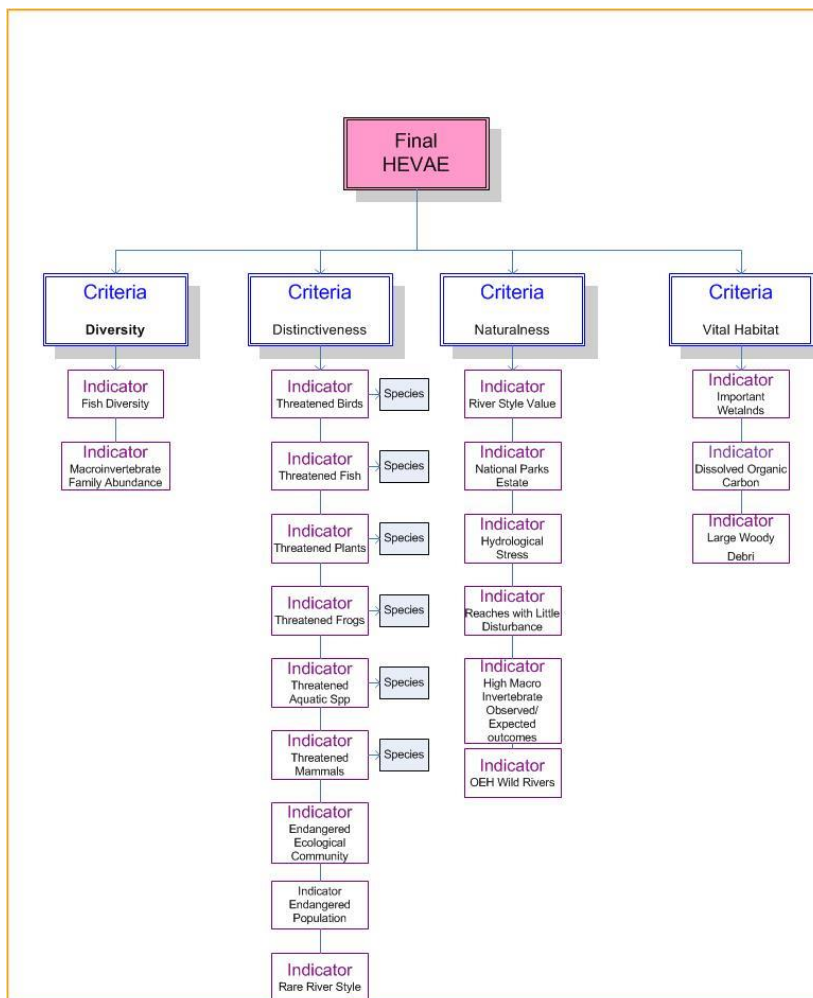 Final
HEVAE
Criteria
Diversity
Indicator
Fish Diversity
Indicator
Macroinvertebrate
Family Abundance
Criteria
Distinctiveness
Indicator
Threatened Birds
Species
Indicator
Threatened Fish
Species
Indicator
Threatened Plants
Species
Indicator
Threatened Frogs
Species
Indicator
Threatened
Aquatic Spp
Species
Indicator
Threatened
Mammals
Species
Indicator
Endangered
Ecological
Community
Indicator
Endangered
Population
Indicator
Rare River Style
Criteria
Naturalness
Indicator
River Style Value
Indicator
National Parks
Estate
Indicator
Hydrological
Stress
Indicator
Reaches with Little
Disturbance
Indicator
High Macro
Invertebrate
Observed/
Expected
outcomes
Indicator
OEH Wild Rivers
Criteria
Vital Habitat
Indicator
Important
Wetalnds
Indicator
Dissolved Organic
Carbon
Indicator
Large Woody
Debri